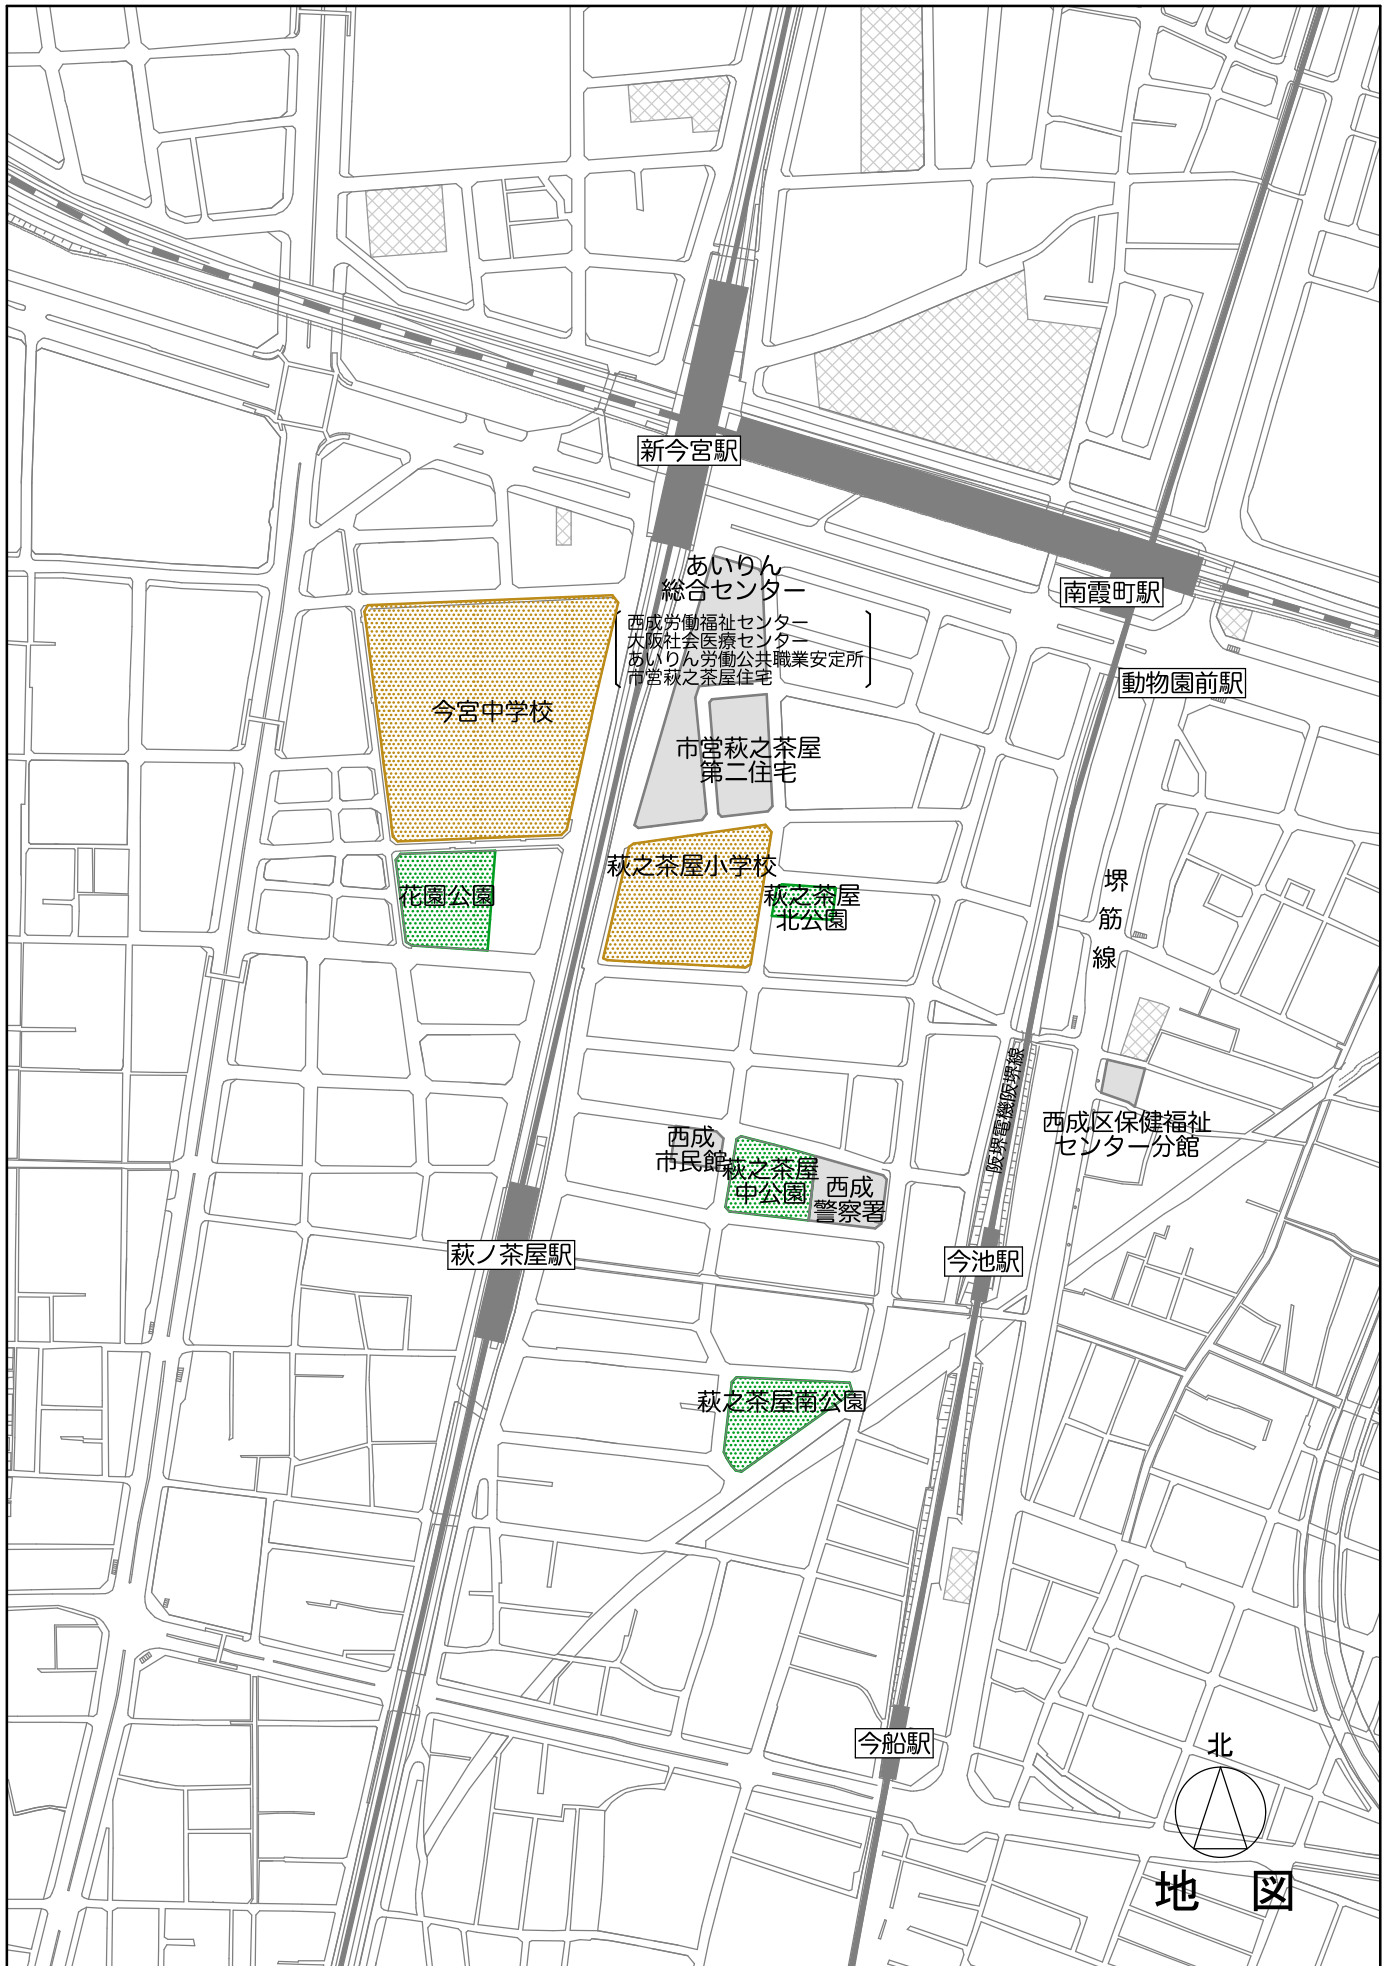 新今宮駅
あいりん
総合センター
西成労働福祉センター
大阪社会医療センター
あいりん労働公共職業安定所
市営萩之茶屋住宅
南霞町駅
動物園前駅
今宮中学校
市営萩之茶屋
第二住宅
萩之茶屋小学校
花園公園
萩之茶屋
北公園
堺筋線
阪堺電機阪堺線
西成区保健福祉
センター分館
西成
市民館
萩之茶屋
中公園
西成
警察署
萩ノ茶屋駅
今池駅
萩之茶屋南公園
今船駅
北
地図